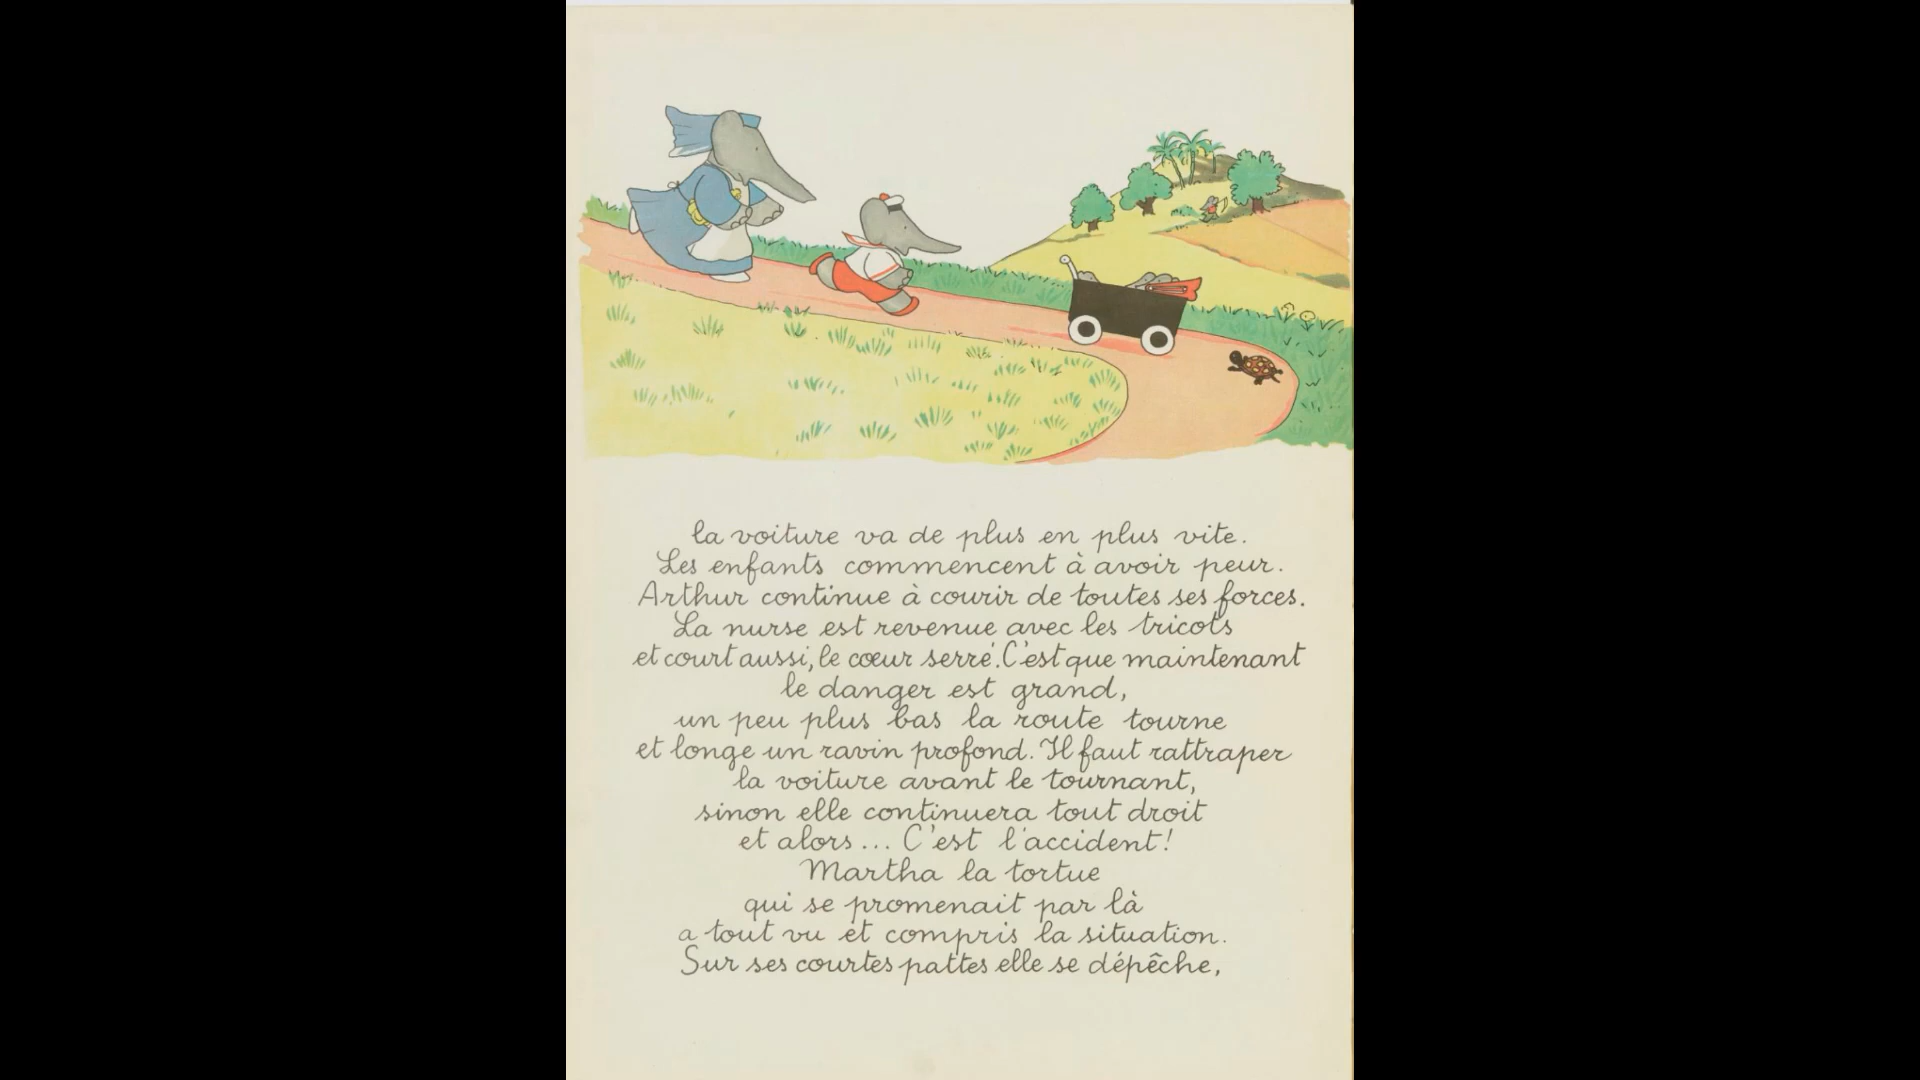 la voiture va de plus en plus vite.
Les enfants commencent à avoir peur.
Arthur continue à courir de toutes ses forces.
La nurse est revenue avec les tricots
et court aussi, le cœur serré. C'est que maintenant
le danger est grand,
un peu plus bas la route tourne
et longe un ravin profond. Il faut rattraper
la voiture avant le tournant,
sinon elle continuera tout droit
et alors... C'est l'accident!
Martha la tortue
qui se promenait par là
a tout vu et compris la situation.
Sur ses courtes pattes elle se dépêche,